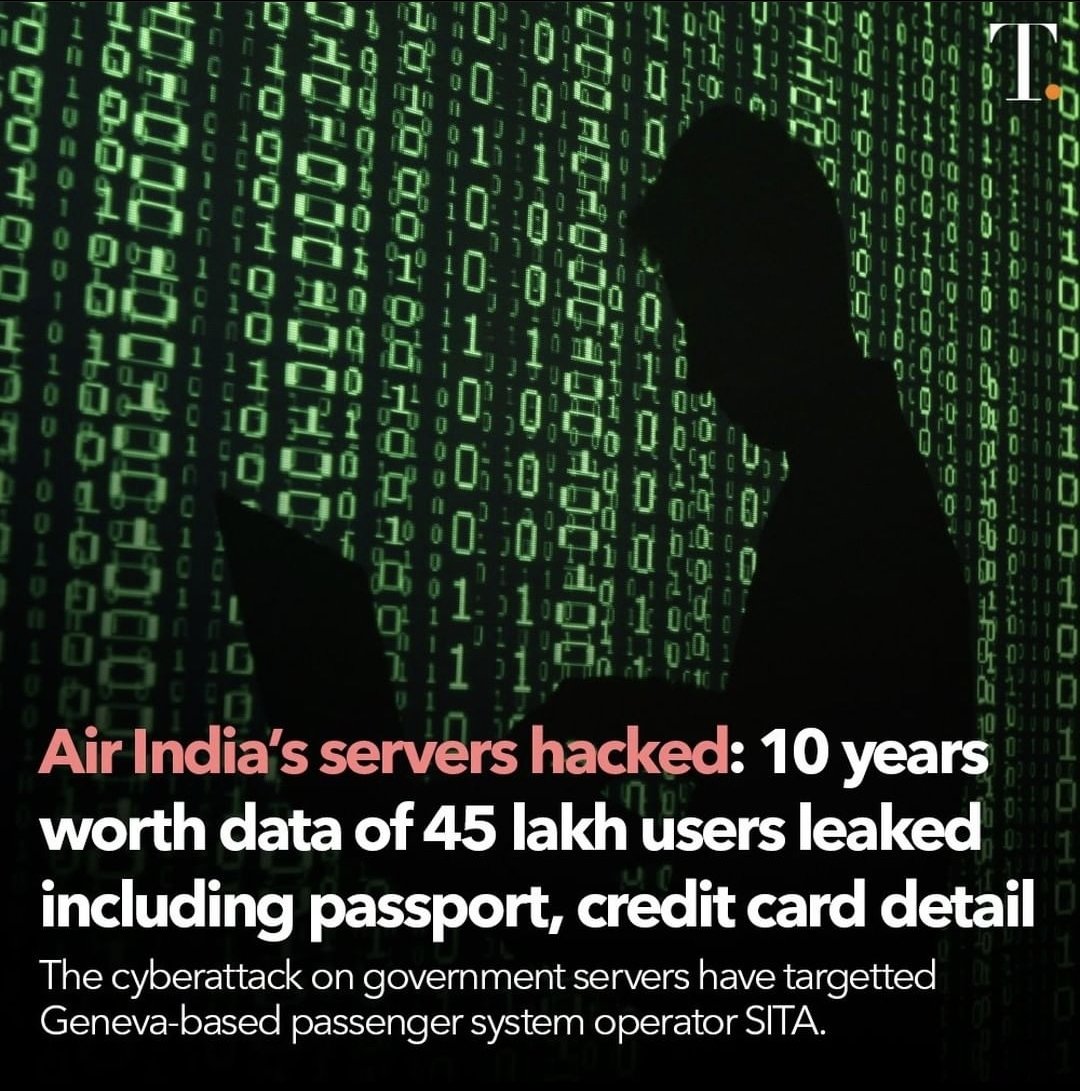 T.
Air India's servers hacked: 10 years
worth data of 45 lakh users leaked
including passport, credit card detail
The cyberattack on government servers have targetted
Geneva-based passenger system operator SITA.